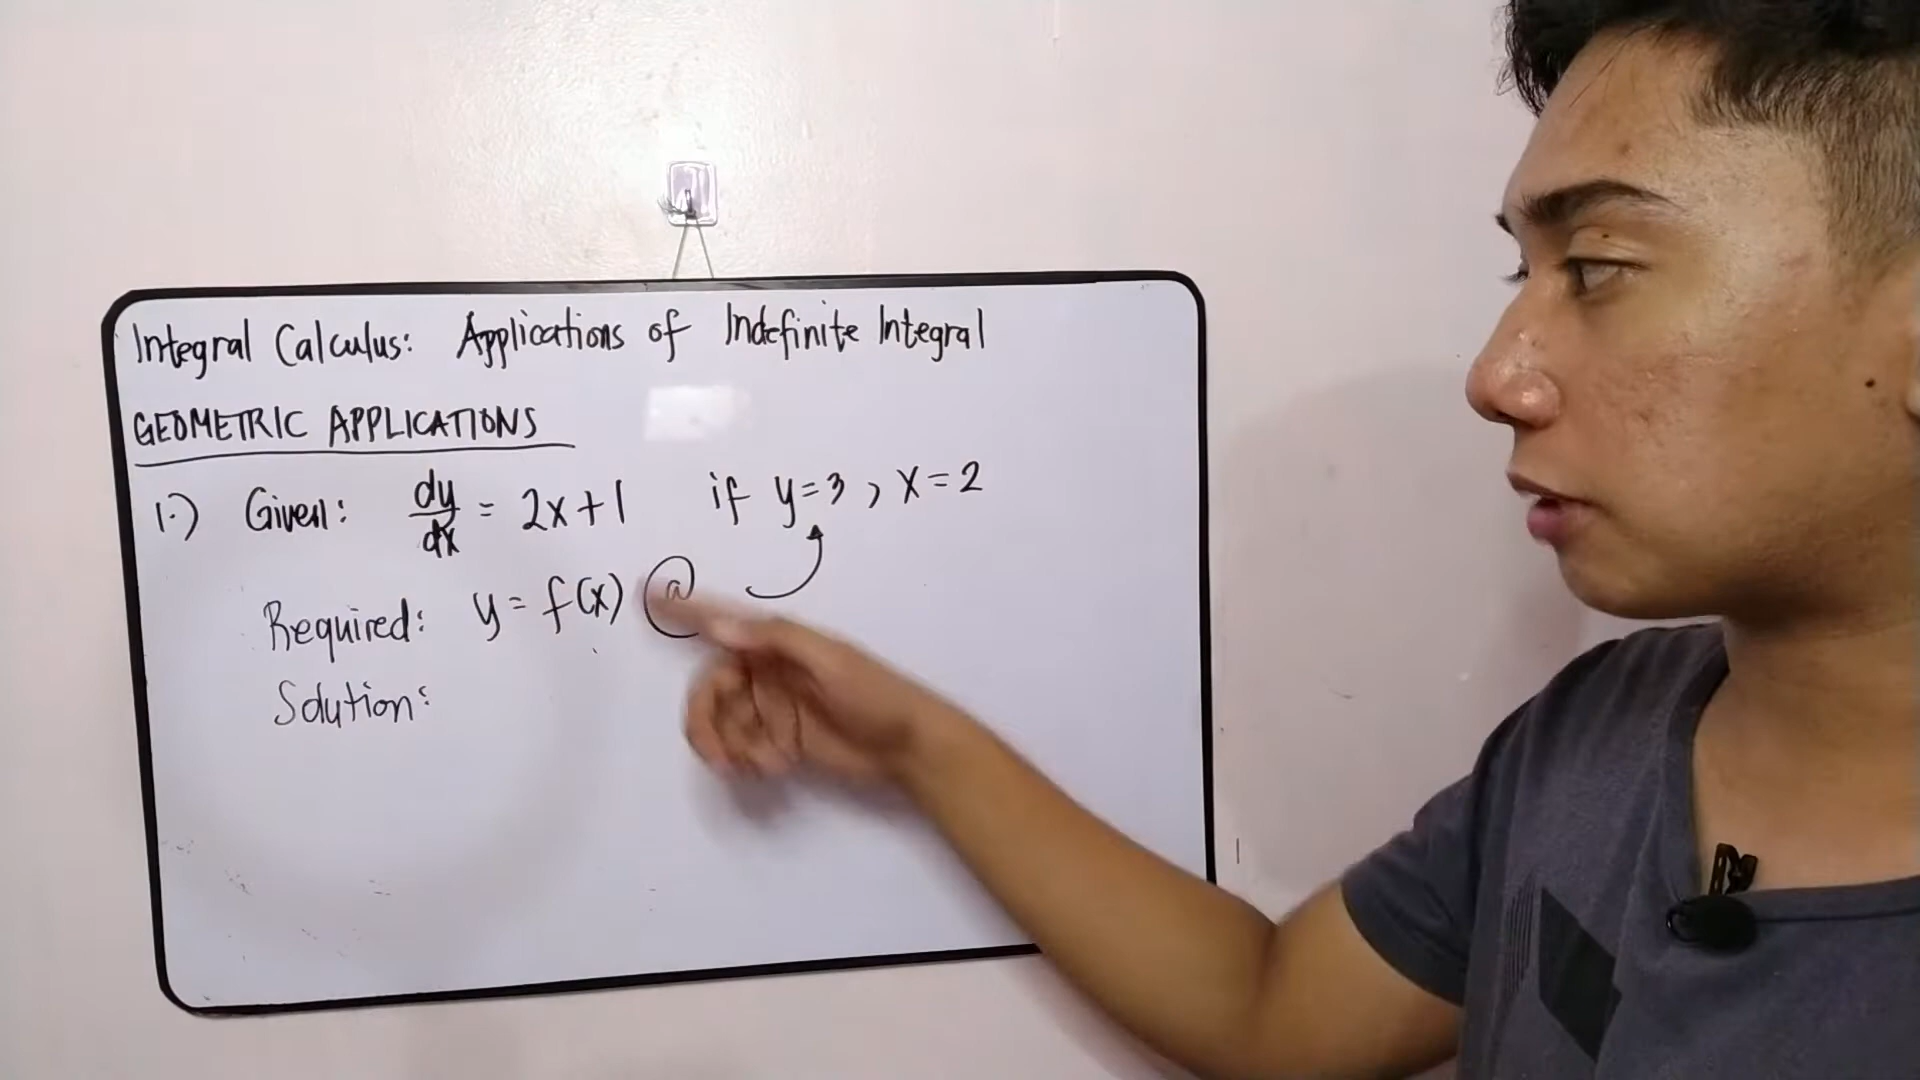 Integral Calculus: Applications of Indefinite Integral
GEOMETRIC APPLICATIONS
1.) Given: dy/dx = 2x+1 if y=3, x=2
Required: y = f(x) @
Solution: